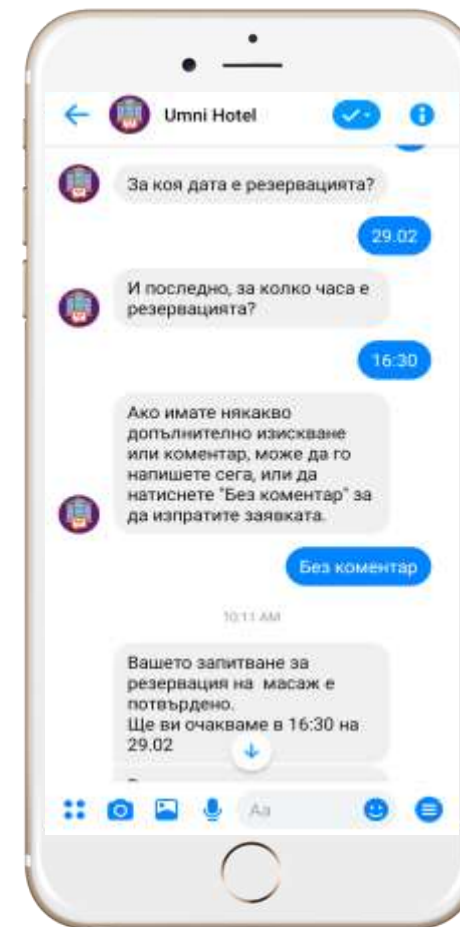 Umni Hotel
За коя дата е резервацията?
29.02
И последно, за колко часа е
резервацията?
16:30
Ако имате някакво
допълнително изискване
или коментар, може да го
напишете сега, или да
натиснете "Без коментар" за
да изпратите заявката.
Без коментар
10:11 AM
Вашето запитване за
резервация на масаж е
потвърдено.
Ще ви очакваме в 16:30 на
29.02
Aa